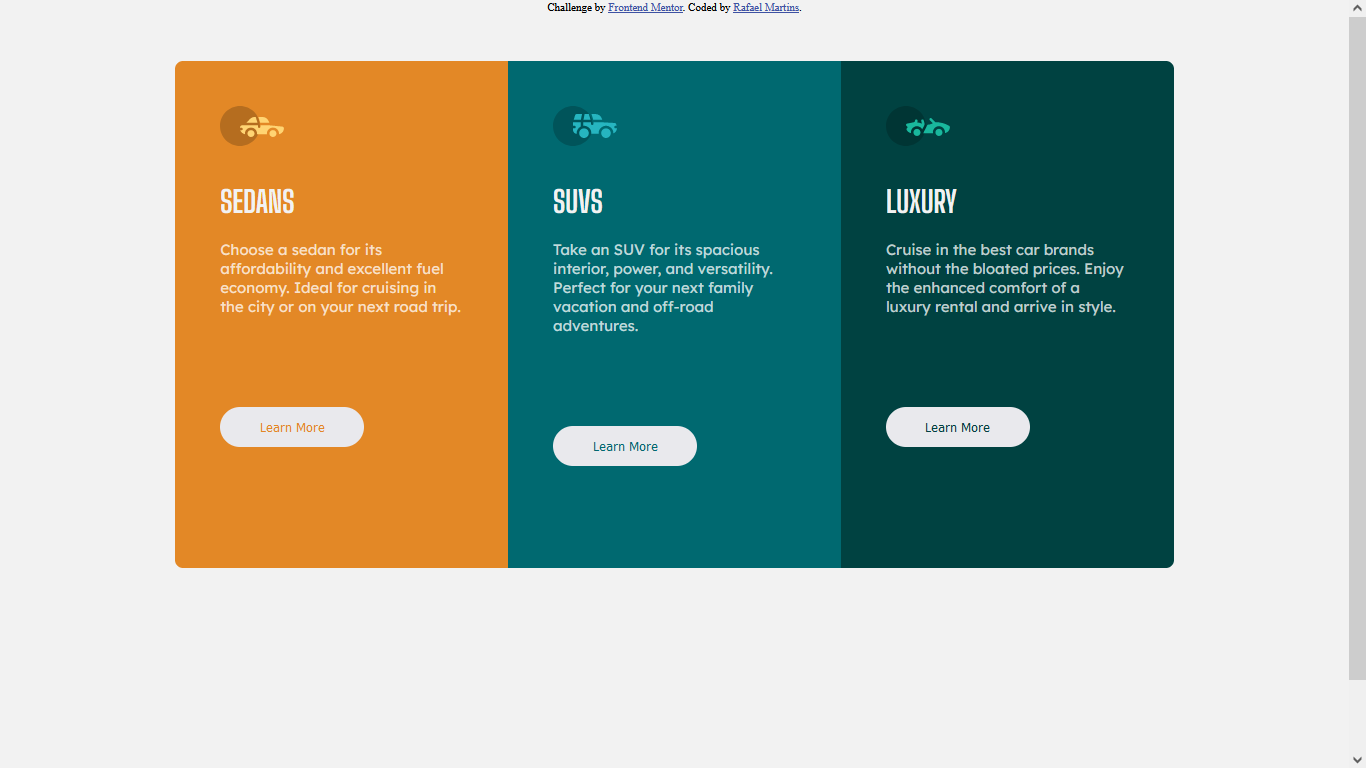 Challenge by Frontend Mentor. Coded by Rafael Martins.
SEDANS
Choose a sedan for its
affordability and excellent fuel
economy. Ideal for cruising in
the city or on your next road trip.
Learn More
SUVS
Take an SUV for its spacious
interior, power, and versatility.
Perfect for your next family
vacation and off-road
adventures.
Learn More
LUXURY
Cruise in the best car brands
without the bloated prices. Enjoy
the enhanced comfort of a
luxury rental and arrive in style.
Learn More